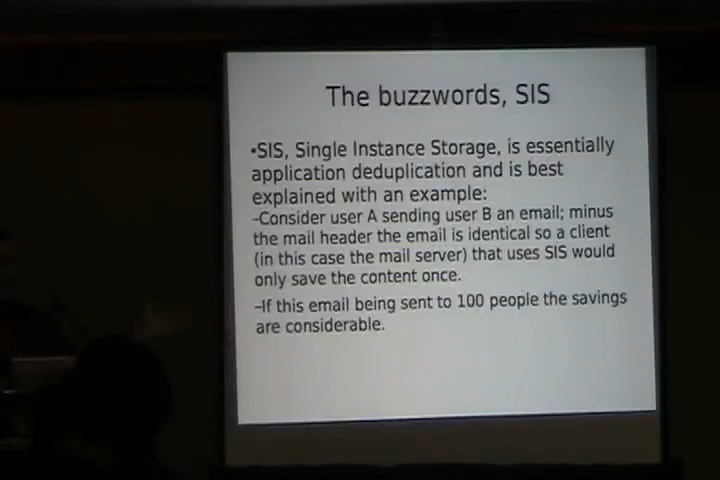 The buzzwords, SIS
•SIS, Single Instance Storage, is essentially
application deduplication and is best
explained with an example:
–Consider user A sending user B an email; minus
the mail header the email is identical so a client
(in this case the mail server) that uses SIS would
only save the content once.
–If this email being sent to 100 people the savings
are considerable.